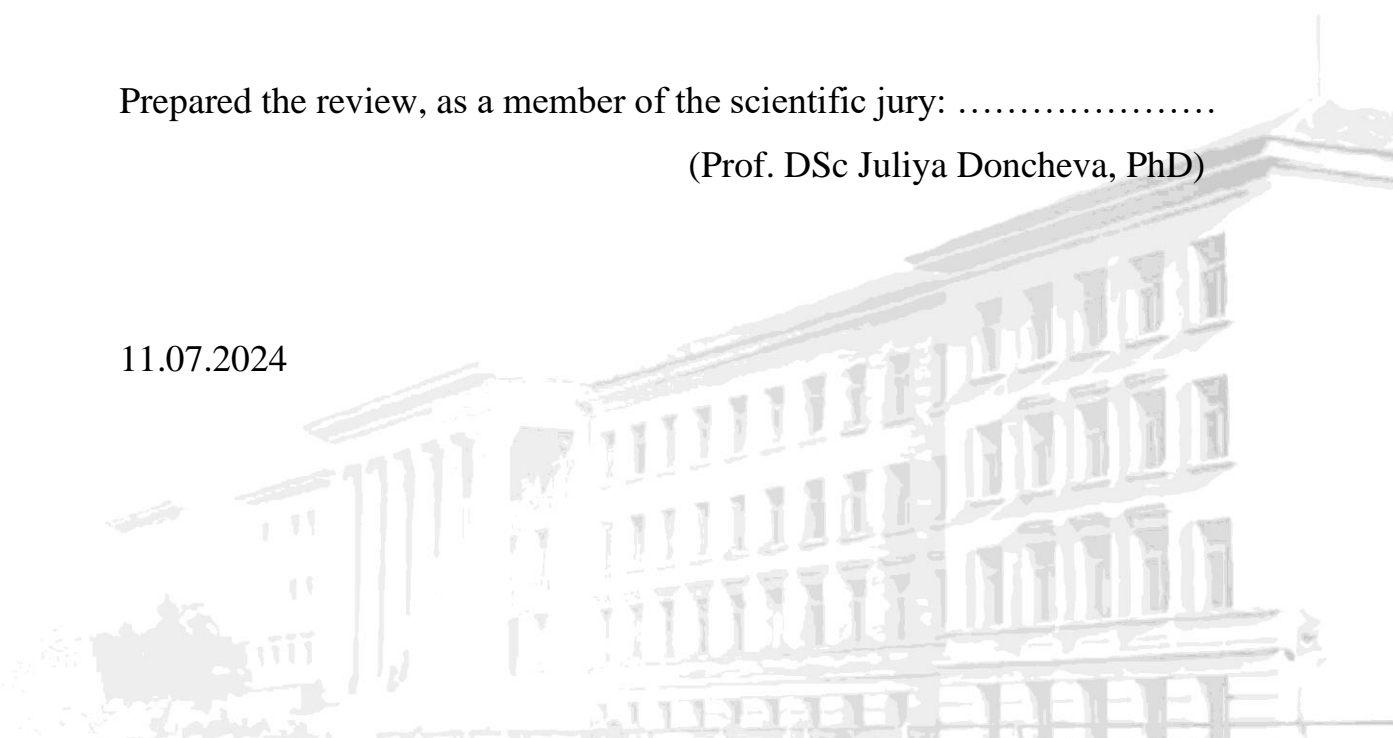 Prepared the review, as a member of the scientific jury: …………………
(Prof. DSc Juliya Doncheva, PhD)
11.07.2024